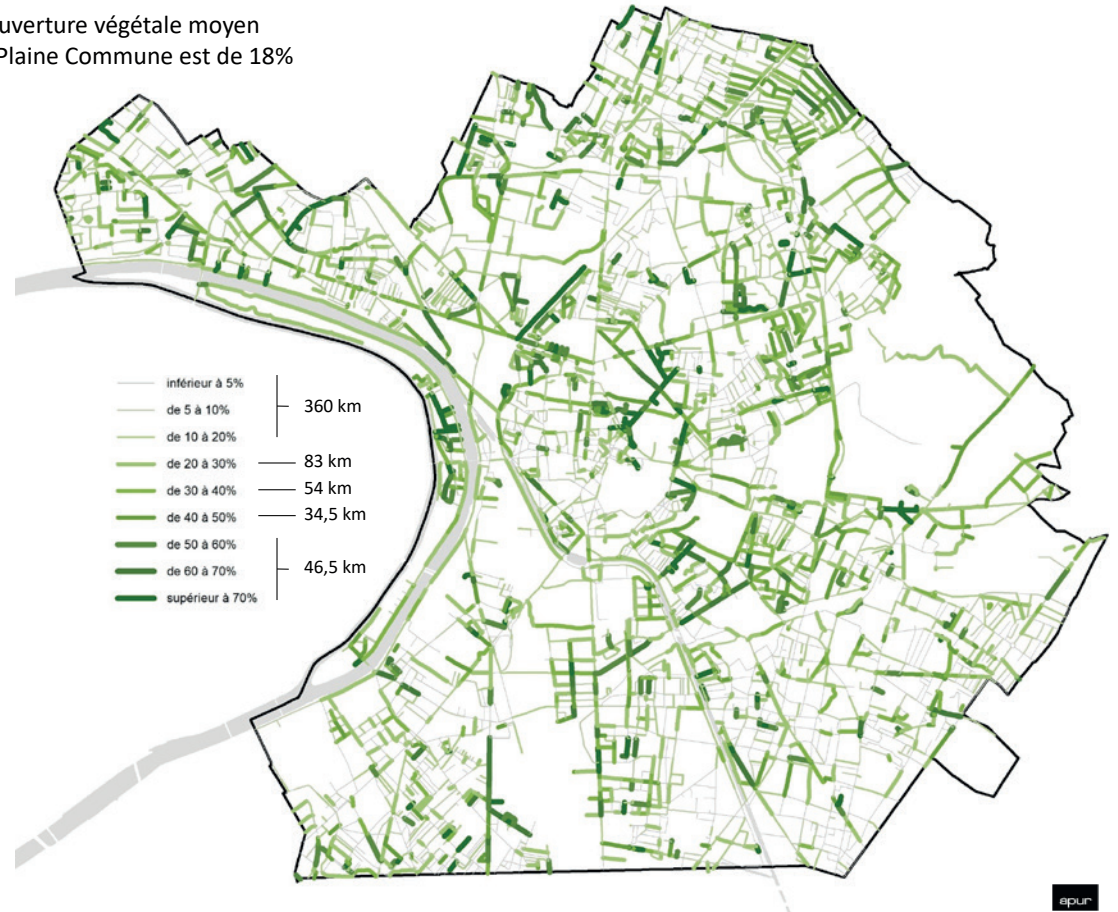 uverture végétale moyen
Plaine Commune est de 18%
inférieur à 5%
de 5 à 10%
360 km
de 10 à 20%
de 20 à 30%
83 km
de 30 à 40%
54 km
de 40 à 50%
34,5 km
de 50 à 60%
de 60 à 70%
46,5 km
supérieur à 70%
apur